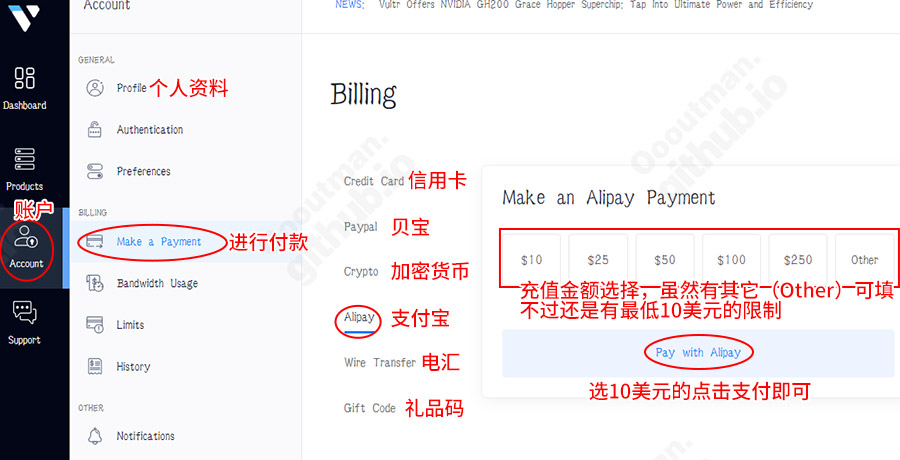 Account
NEWS: Vultr Offers NVIDIA GH200 Grace Hopper Superchip; Tap Into Ultimate Power and Efficiency
Dashboard
Products
账户
Account
Support
GENERAL
Profile 个人资料
Authentication
Preferences
BILLING
Make a Payment 进行付款
Bandwidth Usage
Limits
History
OTHER
Notifications
Billing
Credit Card 信用卡
Paypal 贝宝
Crypto 加密货币
Alipay 支付宝
Wire Transfer 电汇
Gift Code 礼品码
Make an Alipay Payment
$10 $25 $50 $100 $250 Other
充值金额选择，虽然有其它（Other）可填
不过还是有最低10美元的限制
Pay with Alipay
选10美元的点击支付即可
Oooutman.
github.io
Oooutman.
github.io